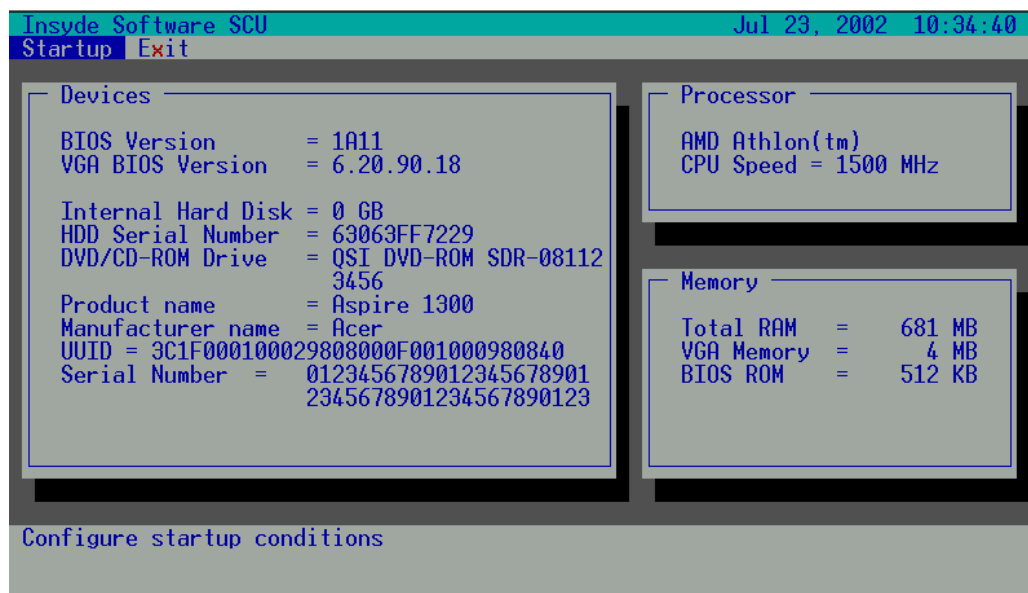 Insyde Software SCU Jul 23, 2002 10:34:40
Startup Exit
Devices
BIOS Version = 1A11
VGA BIOS Version = 6.20.90.18
Internal Hard Disk = 0 GB
HDD Serial Number = 63063FF7229
DVD/CD-ROM Drive = QSI DVD-ROM SDR-08112
3456
Product name = Aspire 1300
Manufacturer name = Acer
UUID = 3C1F000100029808000F001000980840
Serial Number = 0123456789012345678901
2345678901234567890123
Processor
AMD Athlon(tm)
CPU Speed = 1500 MHz
Memory
Total RAM = 681 MB
VGA Memory = 4 MB
BIOS ROM = 512 KB
Configure startup conditions